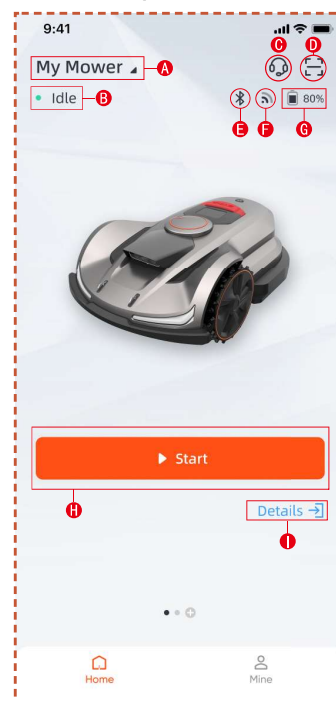 9:41
C D
My Mower A
Idle B
E F 80% G
Start
H
Details
I
Home Mine